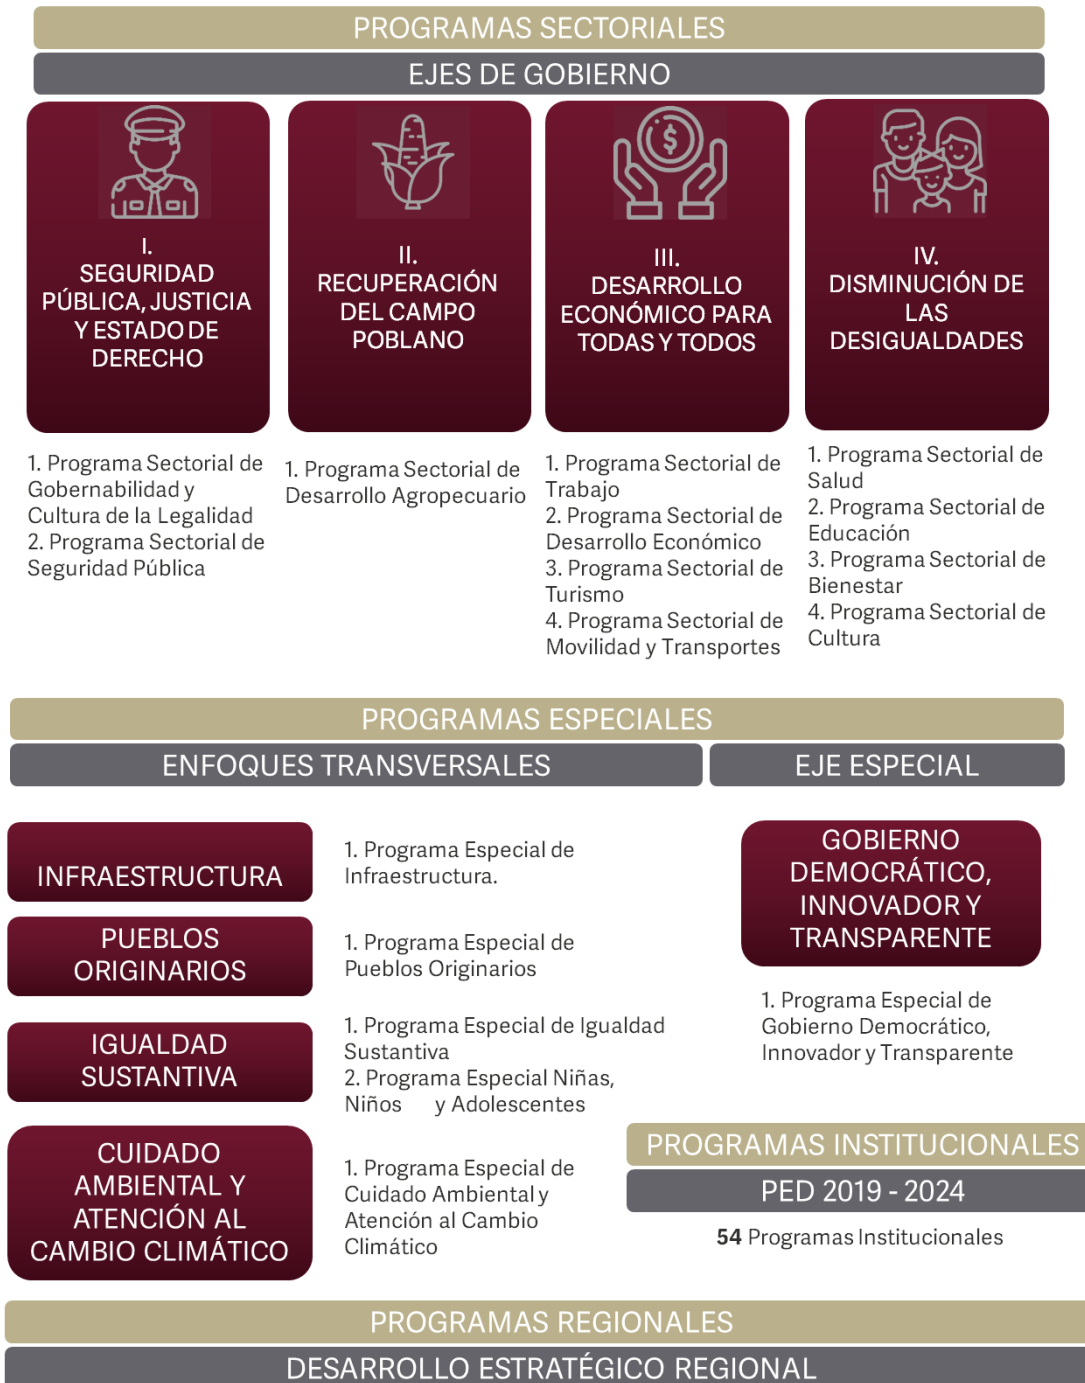 PROGRAMAS SECTORIALES
EJES DE GOBIERNO
I.
SEGURIDAD
PÚBLICA, JUSTICIA
Y ESTADO DE
DERECHO
1. Programa Sectorial de
Gobernabilidad y
Cultura de la Legalidad
2. Programa Sectorial de
Seguridad Pública
II.
RECUPERACIÓN
DEL CAMPO
POBLANO
1. Programa Sectorial de
Desarrollo Agropecuario
$
III.
DESARROLLO
ECONÓMICO PARA
TODAS Y TODOS
1. Programa Sectorial de
Trabajo
2. Programa Sectorial de
Desarrollo Económico
3. Programa Sectorial de
Turismo
4. Programa Sectorial de
Movilidad y Transportes
IV.
DISMINUCIÓN DE
LAS
DESIGUALDADES
1. Programa Sectorial de
Salud
2. Programa Sectorial de
Educación
3. Programa Sectorial de
Bienestar
4. Programa Sectorial de
Cultura
PROGRAMAS ESPECIALES
ENFOQUES TRANSVERSALES
INFRAESTRUCTURA
1. Programa Especial de
Infraestructura.
PUEBLOS
ORIGINARIOS
1. Programa Especial de
Pueblos Originarios
IGUALDAD
SUSTANTIVA
1. Programa Especial de Igualdad
Sustantiva
2. Programa Especial Niñas,
Niños y Adolescentes
CUIDADO
AMBIENTAL Y
ATENCIÓN AL
CAMBIO CLIMÁTICO
1. Programa Especial de
Cuidado Ambiental y
Atención al Cambio
Climático
EJE ESPECIAL
GOBIERNO
DEMOCRÁTICO,
INNOVADOR Y
TRANSPARENTE
1. Programa Especial de
Gobierno Democrático,
Innovador y Transparente
PROGRAMAS INSTITUCIONALES
PED 2019 - 2024
54 Programas Institucionales
PROGRAMAS REGIONALES
DESARROLLO ESTRATÉGICO REGIONAL